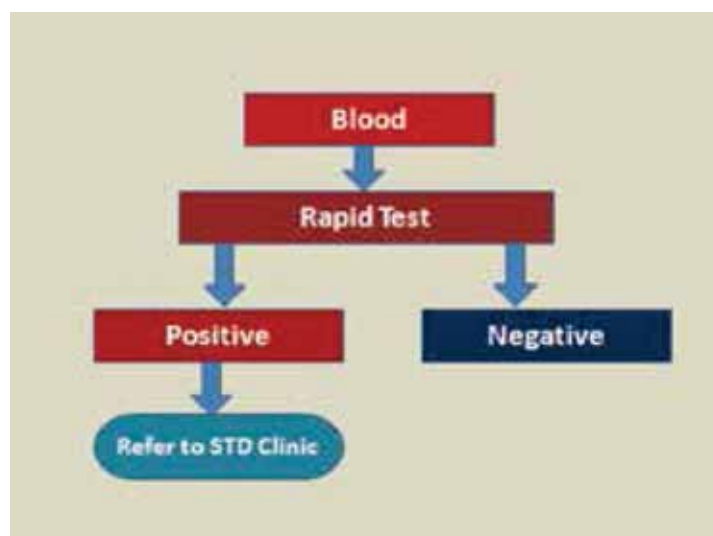 Blood
Rapid Test
Positive
Negative
Refer to STD Clinic